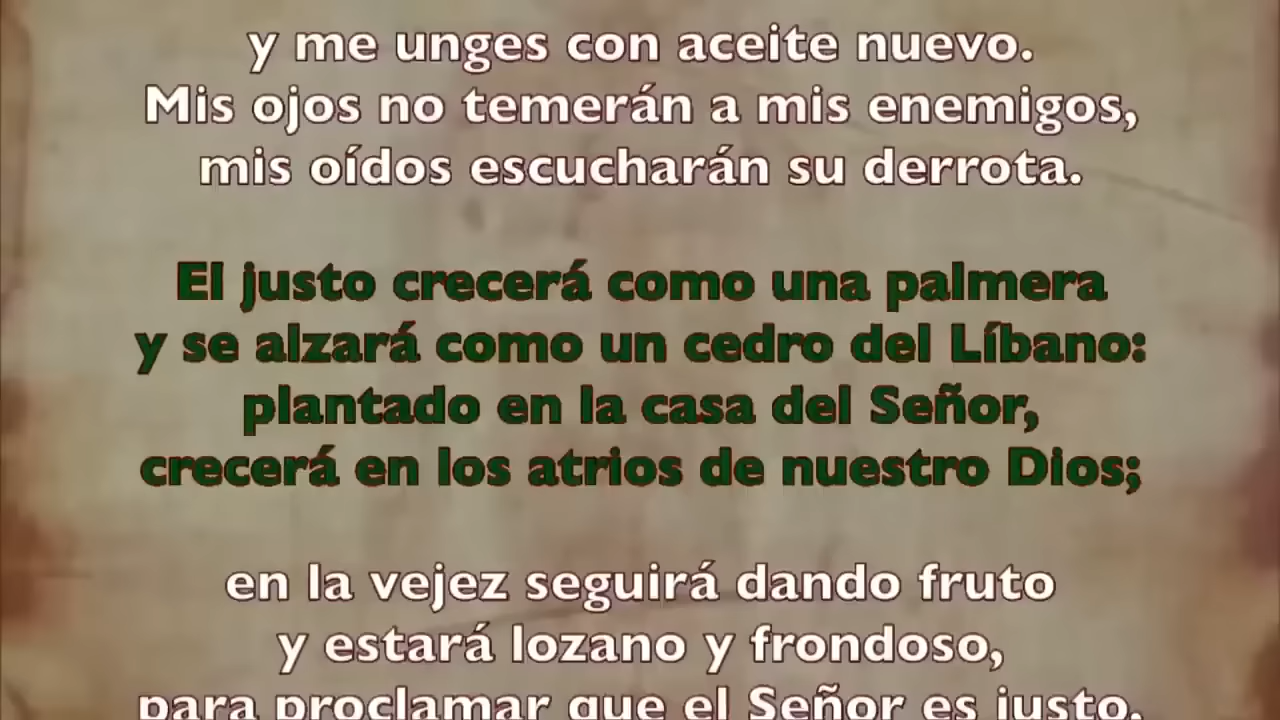 y me unges con aceite nuevo.
Mis ojos no temerán a mis enemigos,
mis oídos escucharán su derrota.
El justo crecerá como una palmera
y se alzará como un cedro del Líbano:
plantado en la casa del Señor,
crecerá en los atrios de nuestro Dios;
en la vejez seguirá dando fruto
y estará lozano y frondoso,
para proclamar que el Señor es justo,